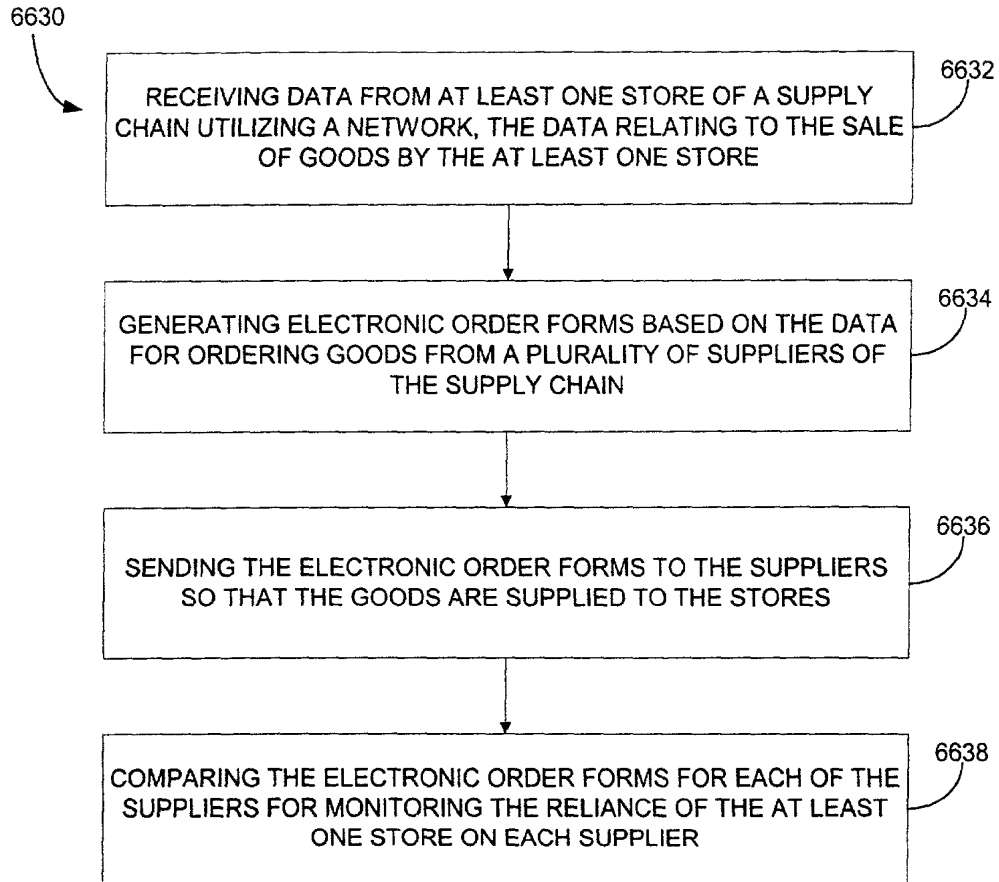 6630
6632
RECEIVING DATA FROM AT LEAST ONE STORE OF A SUPPLY
CHAIN UTILIZING A NETWORK, THE DATA RELATING TO THE SALE
OF GOODS BY THE AT LEAST ONE STORE
6634
GENERATING ELECTRONIC ORDER FORMS BASED ON THE DATA
FOR ORDERING GOODS FROM A PLURALITY OF SUPPLIERS OF
THE SUPPLY CHAIN
6636
SENDING THE ELECTRONIC ORDER FORMS TO THE SUPPLIERS
SO THAT THE GOODS ARE SUPPLIED TO THE STORES
6638
COMPARING THE ELECTRONIC ORDER FORMS FOR EACH OF THE
SUPPLIERS FOR MONITORING THE RELIANCE OF THE AT LEAST
ONE STORE ON EACH SUPPLIER